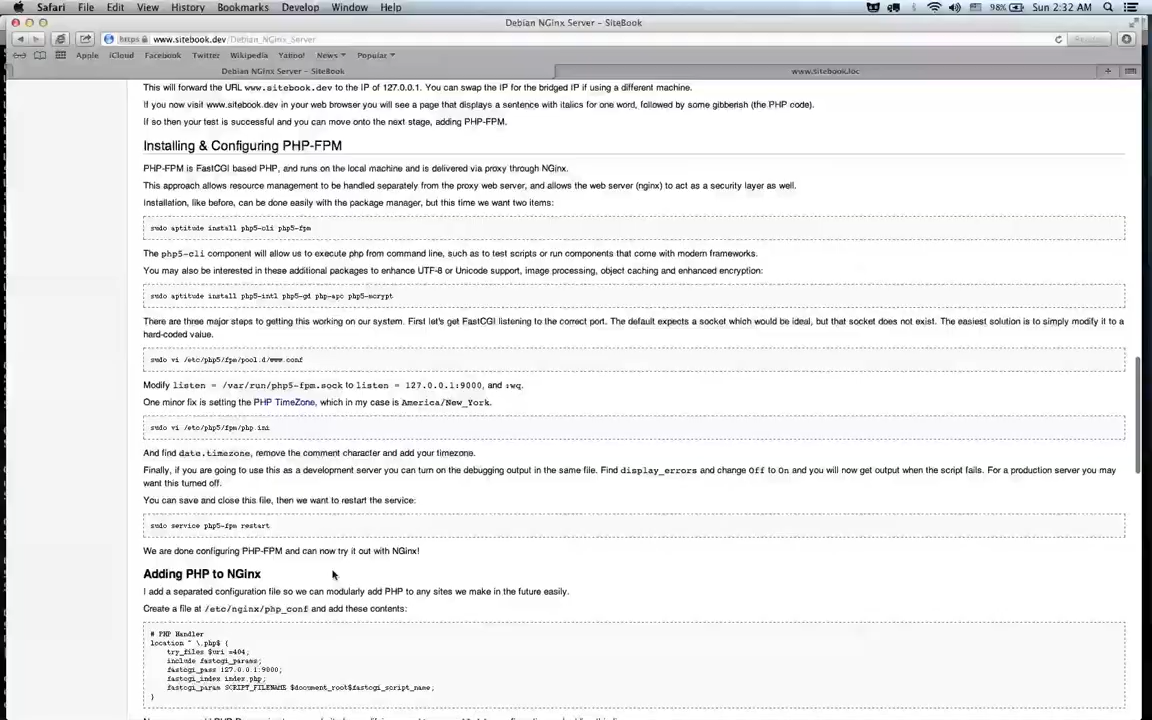 Safari File Edit View History Bookmarks Develop Window Help 98% Sun 2:32 AM
Debian NGinx Server – SiteBook
https www.sitebook.dev/Debian_NGinx_Server
Apple iCloud Facebook Twitter Wikipedia Yahoo! News Popular
Debian NGinx Server – SiteBook www.sitebook.loc
This will forward the URL www.sitebook.dev to the IP of 127.0.0.1. You can swap the IP for the bridged IP if using a different machine.
If you now visit www.sitebook.dev in your web browser you will see a page that displays a sentence with italics for one word, followed by some gibberish (the PHP code).
If so then your test is successful and you can move onto the next stage, adding PHP-FPM.
Installing & Configuring PHP-FPM
PHP-FPM is FastCGI based PHP, and runs on the local machine and is delivered via proxy through NGinx.
This approach allows resource management to be handled separately from the proxy web server, and allows the web server (nginx) to act as a security layer as well.
Installation, like before, can be done easily with the package manager, but this time we want two items:
sudo aptitude install php5-cli php5-fpm
The php5-cli component will allow us to execute php from command line, such as to test scripts or run components that come with modern frameworks.
You may also be interested in these additional packages to enhance UTF-8 or Unicode support, image processing, object caching and enhanced encryption:
sudo aptitude install php5-intl php5-gd php-apc php5-mcrypt
There are three major steps to getting this working on our system. First let's get FastCGI listening to the correct port. The default expects a socket which would be ideal, but that socket does not exist. The easiest solution is to simply modify it to a
hard-coded value.
sudo vi /etc/php5/fpm/pool.d/www.conf
Modify listen = /var/run/php5-fpm.sock to listen = 127.0.0.1:9000, and :wq.
One minor fix is setting the PHP TimeZone, which in my case is America/New_York.
sudo vi /etc/php5/fpm/php.ini
And find date.timezone, remove the comment character and add your timezone.
Finally, if you are going to use this as a development server you can turn on the debugging output in the same file. Find display_errors and change Off to On and you will now get output when the script fails. For a production server you may
want this turned off.
You can save and close this file, then we want to restart the service:
sudo service php5-fpm restart
We are done configuring PHP-FPM and can now try it out with NGinx!
Adding PHP to NGinx
I add a separated configuration file so we can modularly add PHP to any sites we make in the future easily.
Create a file at /etc/nginx/php_conf and add these contents:
# PHP Handler
location ~ \.php$ {
try_files $uri =404;
include fastcgi_params;
fastcgi_pass 127.0.0.1:9000;
fastcgi_index index.php;
fastcgi_param SCRIPT_FILENAME $document_root$fastcgi_script_name;
}